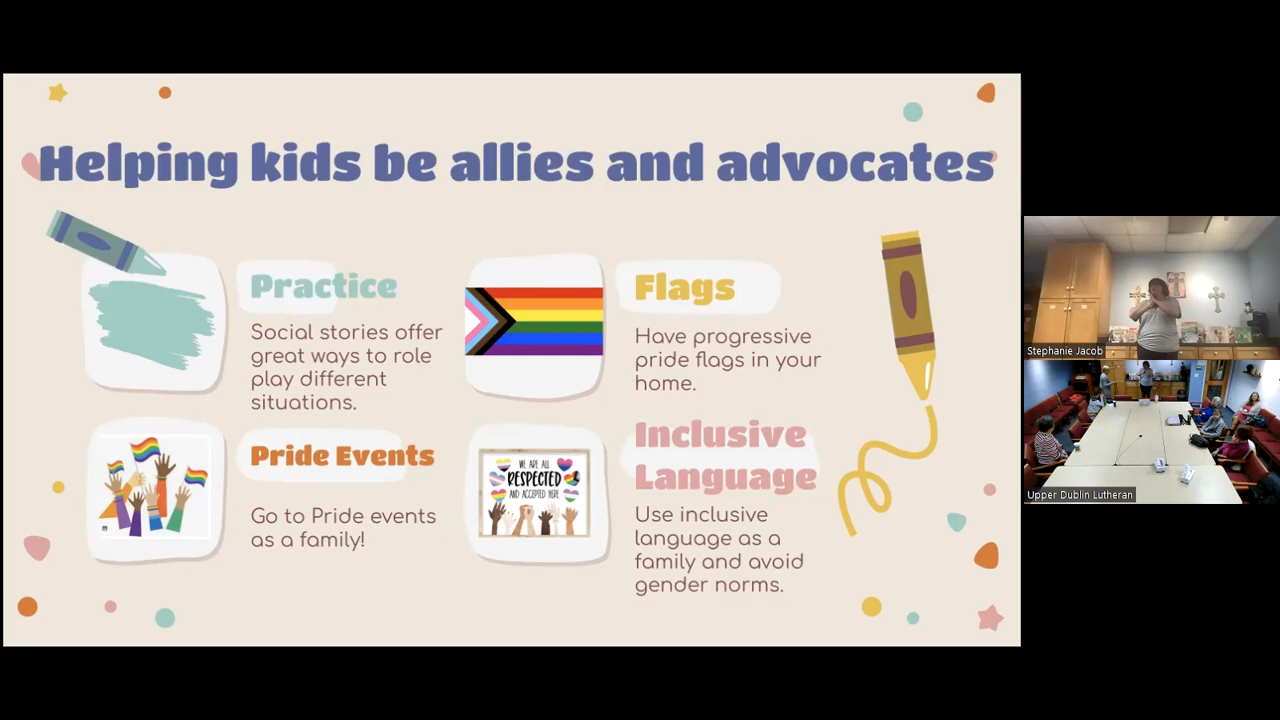 Helping kids be allies and advocates
Practice
Social stories offer
great ways to role
play different
situations.
Flags
Have progressive
pride flags in your
home.
Pride Events
Go to Pride events
as a family!
WE ARE ALL
RESPECTED
AND ACCEPTED HERE
Inclusive
Language
Use inclusive
language as a
family and avoid
gender norms.
Stephanie Jacob
Upper Dublin Lutheran